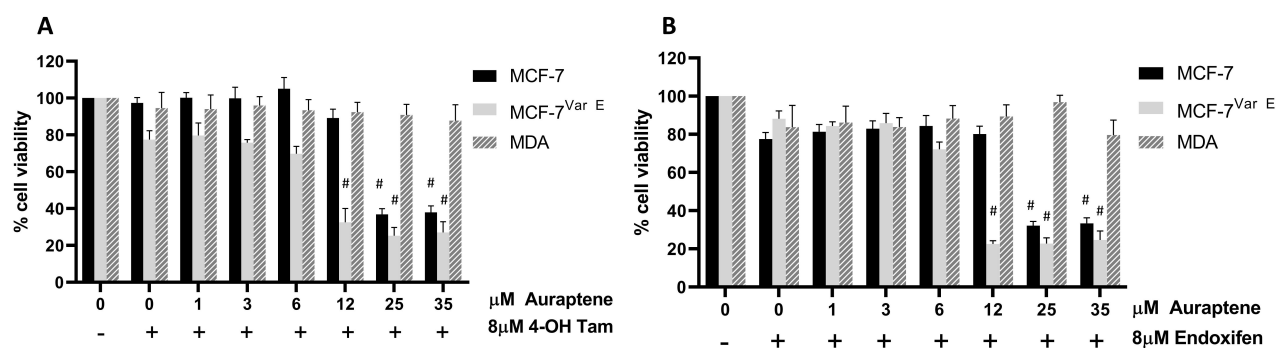 A
% cell viability
120
100
80
60
40
20
0
# # # # #
MCF-7
MCF-7Var E
MDA
0 0 1 3 6 12 25 35 μM Auraptene
- + + + + + + + 8μM 4-OH Tam
B
% cell viability
120
100
80
60
40
20
0
# # # # #
MCF-7
MCF-7Var E
MDA
0 0 1 3 6 12 25 35 μM Auraptene
- + + + + + + + 8μM Endoxifen